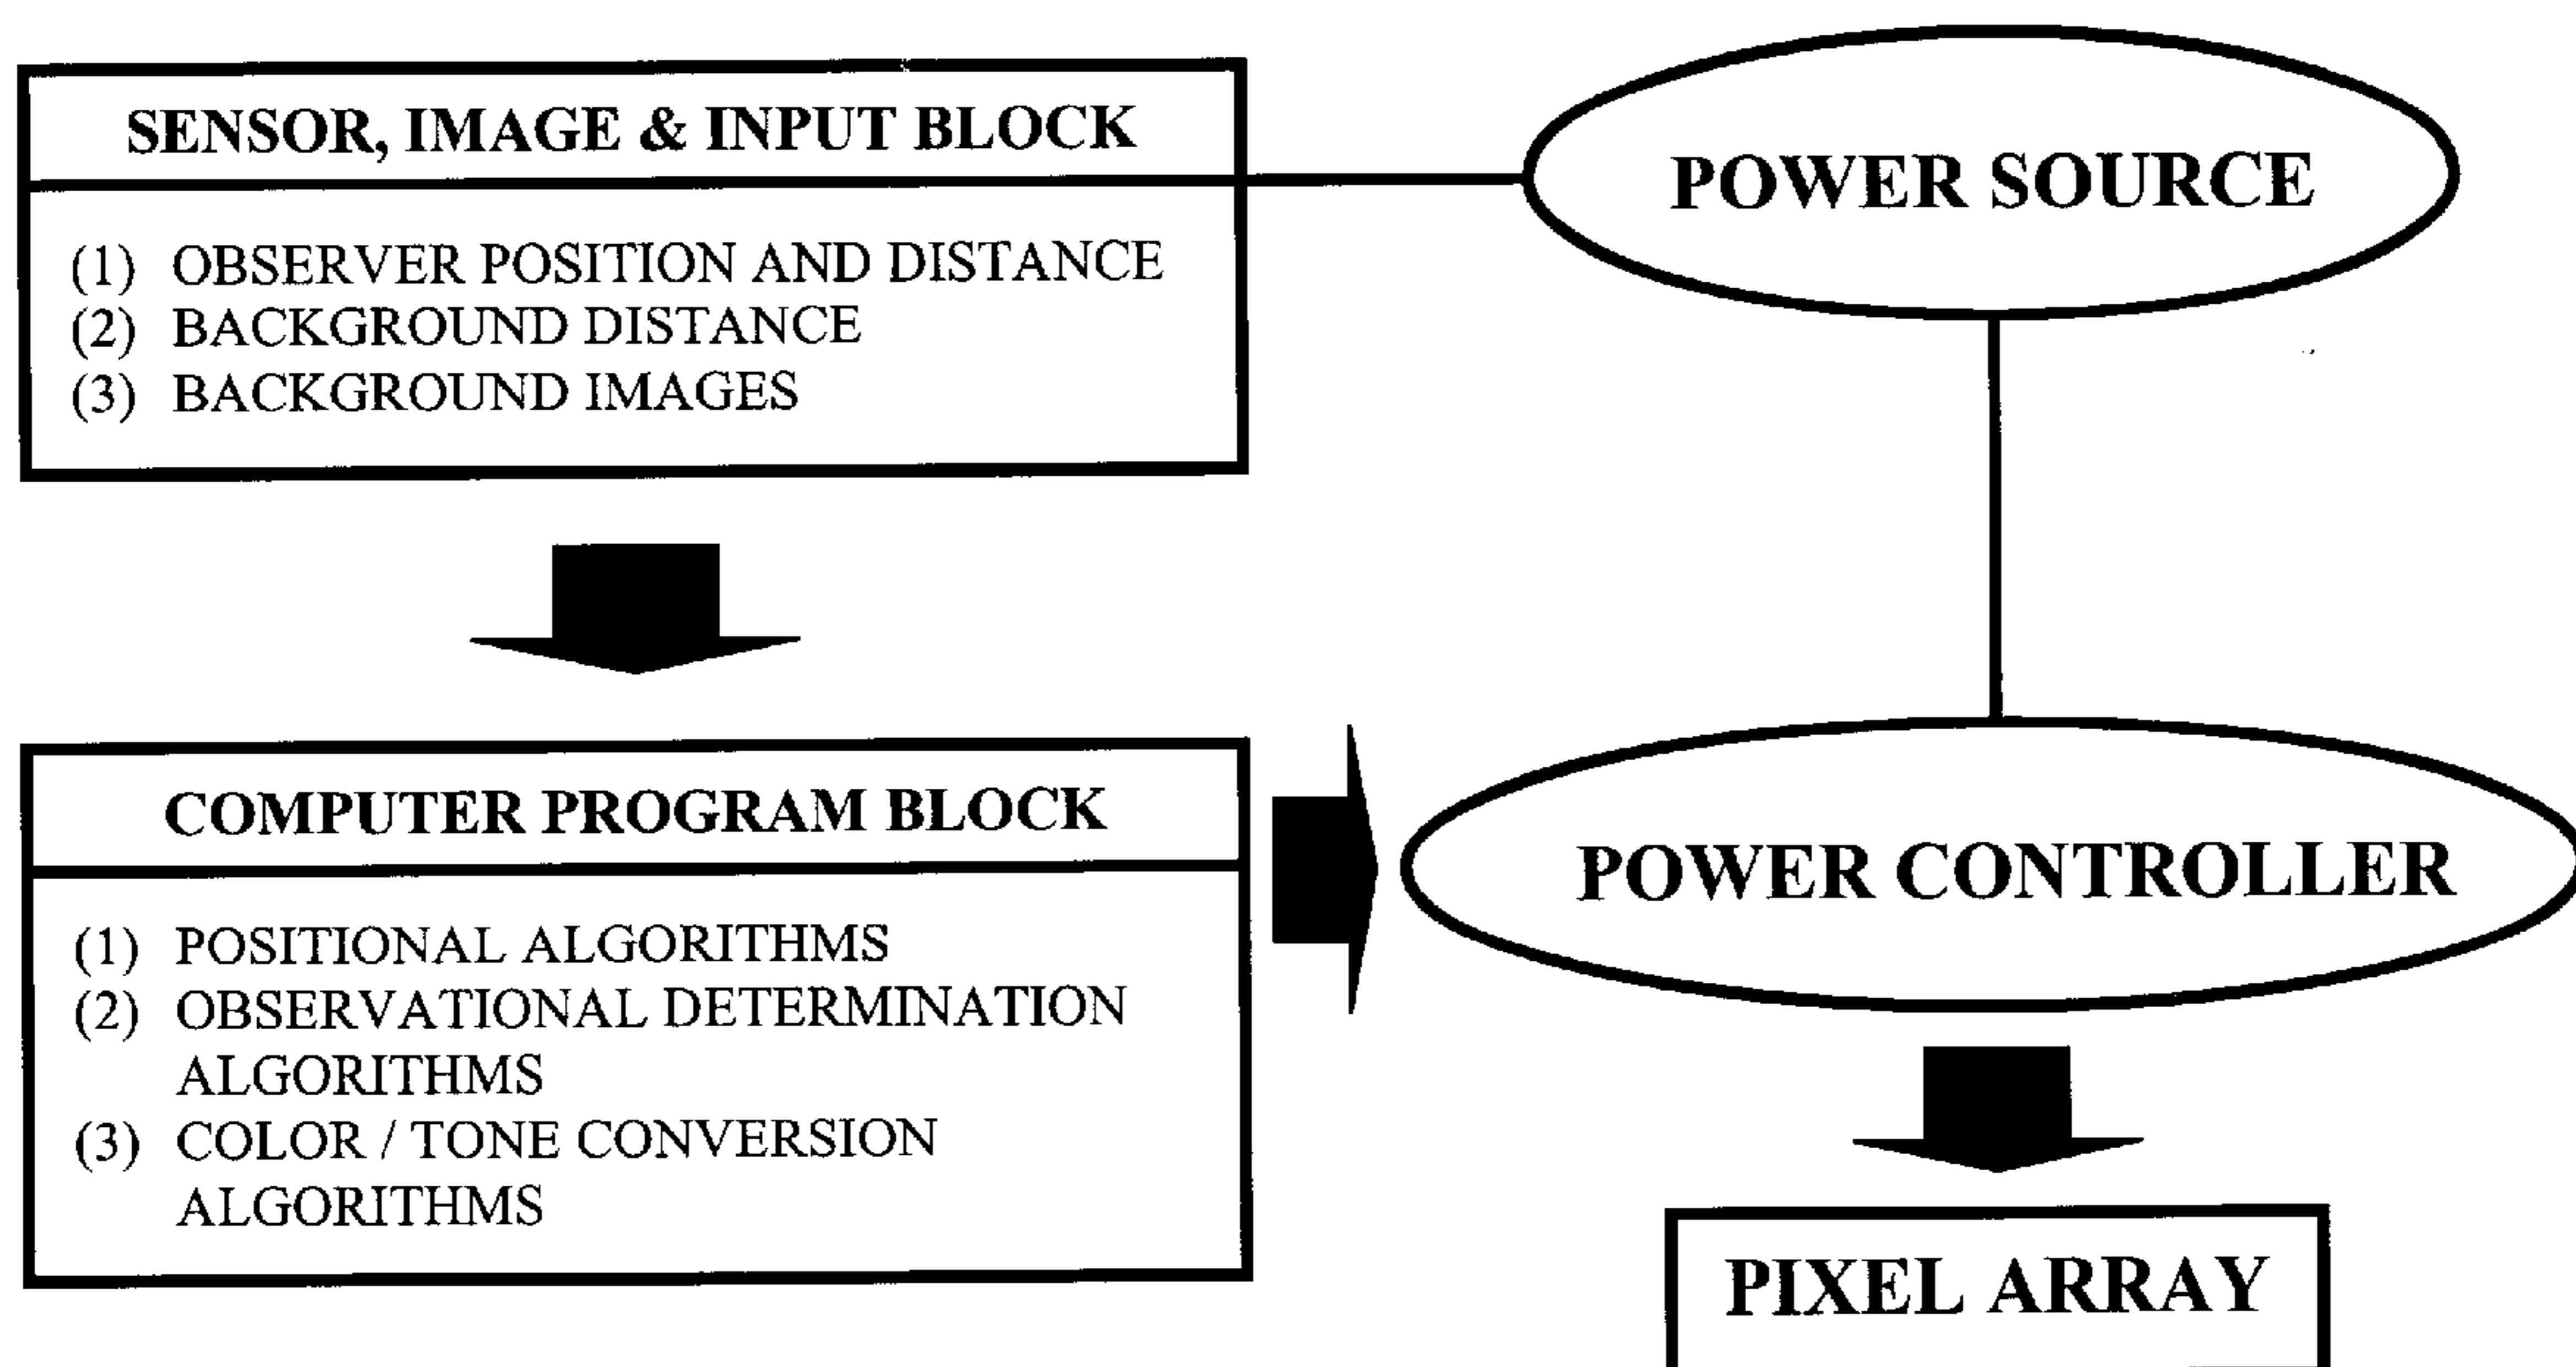 SENSOR, IMAGE & INPUT BLOCK
(1) OBSERVER POSITION AND DISTANCE
(2) BACKGROUND DISTANCE
(3) BACKGROUND IMAGES
POWER SOURCE
COMPUTER PROGRAM BLOCK
(1) POSITIONAL ALGORITHMS
(2) OBSERVATIONAL DETERMINATION
ALGORITHMS
(3) COLOR / TONE CONVERSION
ALGORITHMS
POWER CONTROLLER
PIXEL ARRAY